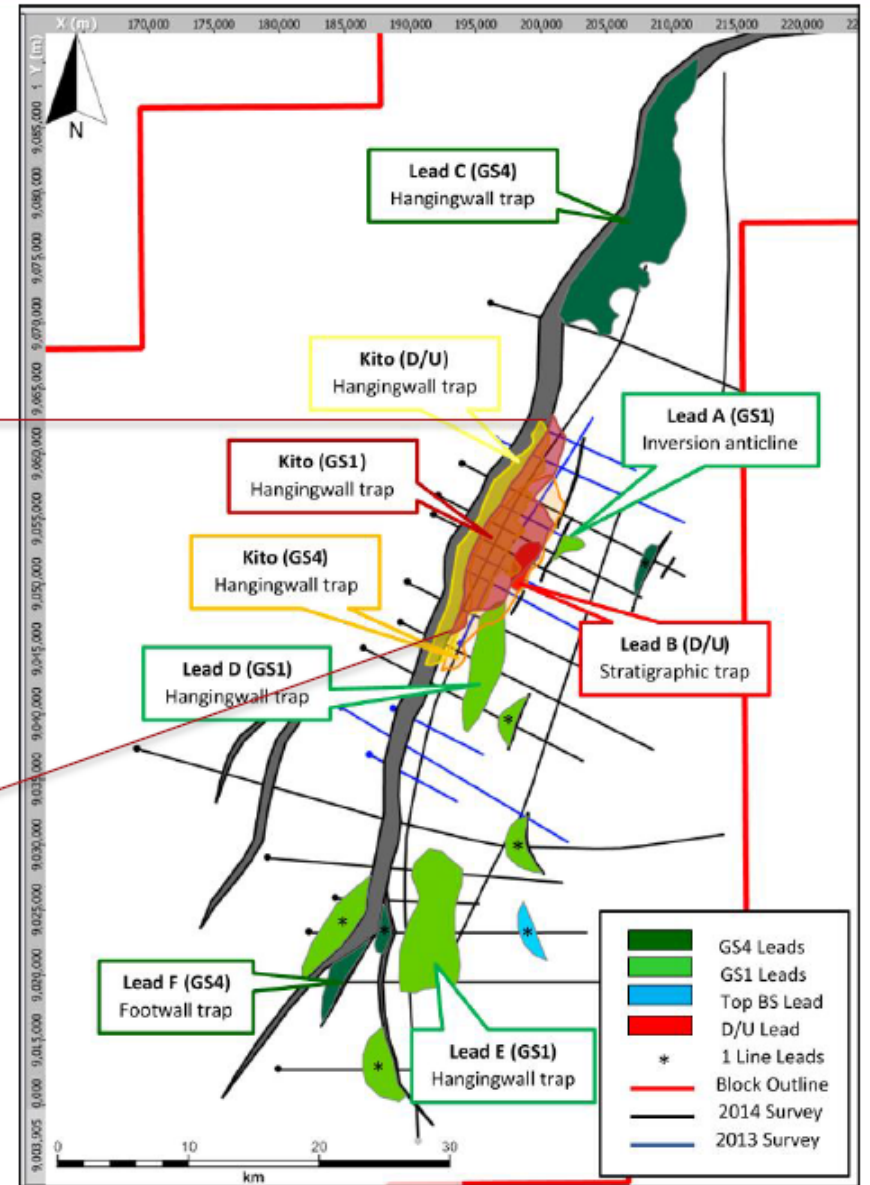 X (m) 170,000 175,000 180,000 185,000 190,000 195,000 200,000 205,000 210,000 215,000 220,000 22
Y (m)
N
9,085,000
9,080,000
9,075,000
9,070,000
9,065,000
9,060,000
9,055,000
9,050,000
9,045,000
9,040,000
9,035,000
9,030,000
9,025,000
9,020,000
9,015,000
9,003,905
Lead C (GS4)
Hangingwall trap
Kito (D/U)
Hangingwall trap
Lead A (GS1)
Inversion anticline
Kito (GS1)
Hangingwall trap
Kito (GS4)
Hangingwall trap
Lead B (D/U)
Stratigraphic trap
Lead D (GS1)
Hangingwall trap
Lead F (GS4)
Footwall trap
Lead E (GS1)
Hangingwall trap
GS4 Leads
GS1 Leads
Top BS Lead
D/U Lead
* 1 Line Leads
Block Outline
2014 Survey
2013 Survey
0 10 20 30
km